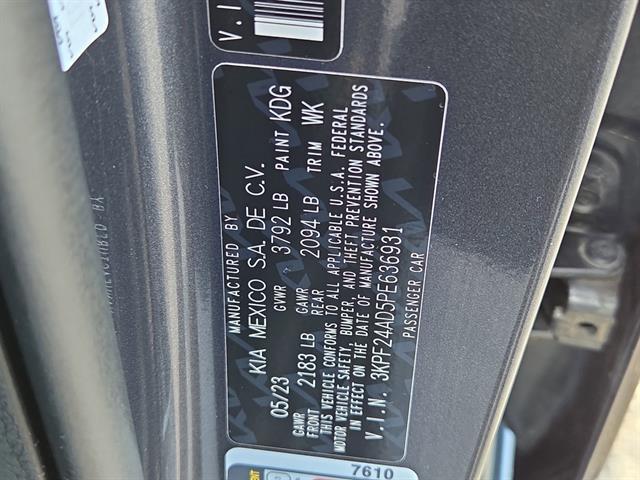 V.I
MANUFACTURED BY
KIA MEXICO S.A. DE C.V.
05/23 GVWR 3792 LB PAINT KDG
GAWR FRONT 2183 LB GAWR REAR 2094 LB TRIM WK
THIS VEHICLE CONFORMS TO ALL APPLICABLE U.S.A. FEDERAL
MOTOR VEHICLE SAFETY, BUMPER, AND THEFT PREVENTION STANDARDS
IN EFFECT ON THE DATE OF MANUFACTURE SHOWN ABOVE.
V.I.N. 3KPF24AD5PE636931
PASSENGER CAR
7610